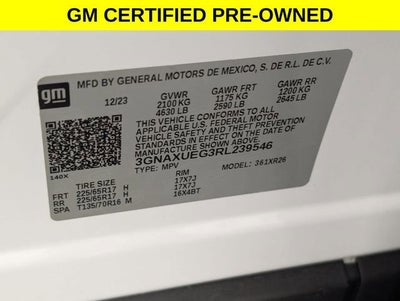 GM CERTIFIED PRE-OWNED
gm
MFD BY GENERAL MOTORS DE MEXICO, S. DE R.L. DE C.V.
12/23 GVWR GAWR FRT GAWR RR
2100 KG 1175 KG 1200 KG
4630 LB 2590 LB 2645 LB
THIS VEHICLE CONFORMS TO ALL APPLICABLE U.S. FEDERAL MOTOR
VEHICLE SAFETY, BUMPER, AND THEFT PREVENTION STANDARDS IN
EFFECT ON THE DATE OF MANUFACTURE SHOWN ABOVE.
3GNAXUEG3RL239546
140X TYPE: MPV MODEL: 361XR26
TIRE SIZE RIM
FRT 225/65R17 H 17X7J
RR 225/65R17 H 17X7J
SPA T135/70R16 M 16X4BT